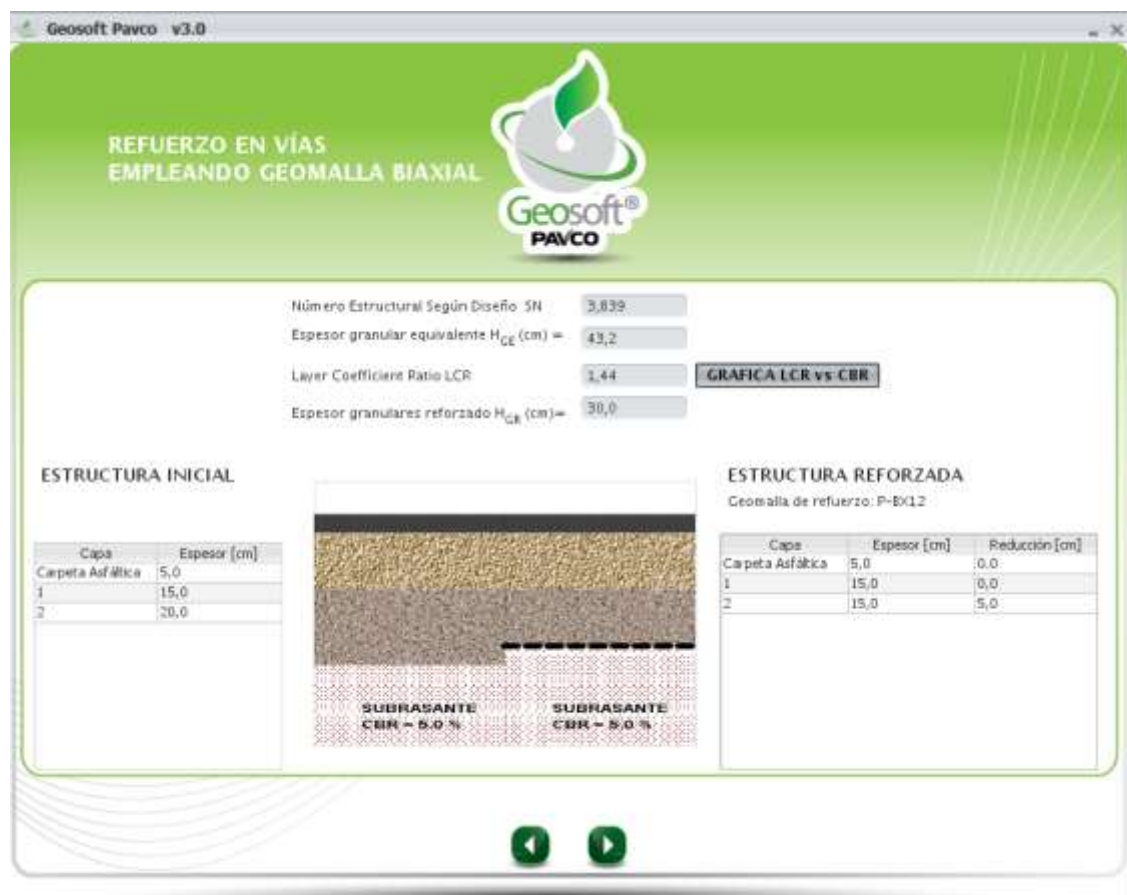 Geosoft Pavco v3.0
REFUERZO EN VÍAS
EMPLEANDO GEOMALLA BIAXIAL
Geosoft®
PAVCO
Número Estructural Según Diseño SN 3,839
Espesor granular equivalente HGE (cm) = 43,2
Layer Coefficient Ratio LCR 1,44 GRAFICA LCR vs CBR
Espesor granulares reforzado HGR (cm)= 30,0
ESTRUCTURA INICIAL
Capa Espesor [cm]
Carpeta Asfáltica 5,0
1 15,0
2 20,0
SUBRASANTE
CBR = 5.0 %
SUBRASANTE
CBR = 5.0 %
ESTRUCTURA REFORZADA
Geomalla de refuerzo: P-BX12
Capa Espesor [cm] Reducción [cm]
Carpeta Asfáltica 5,0 0.0
1 15,0 0,0
2 15,0 5,0